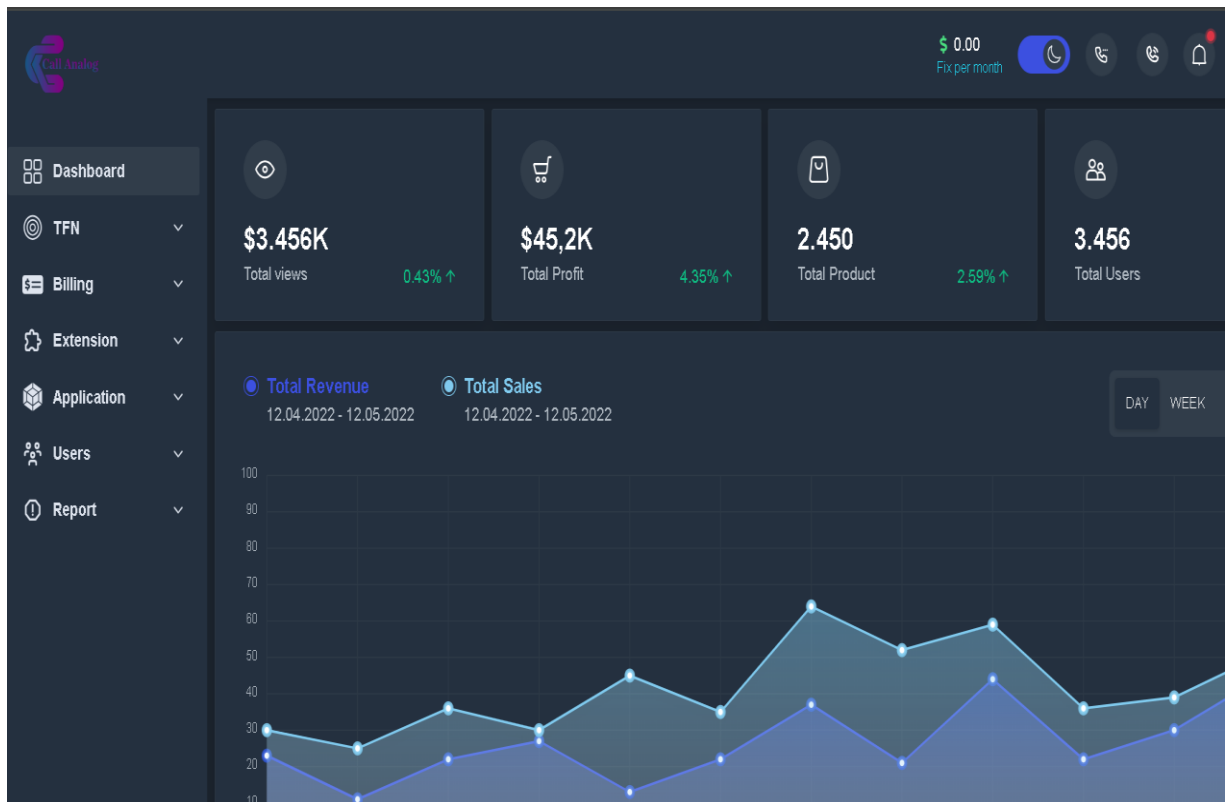 Call Analog
$ 0.00
Fix per month
Dashboard
TFN
Billing
Extension
Application
Users
Report
$3.456K
Total views
0.43% ↑
$45,2K
Total Profit
4.35% ↑
2.450
Total Product
2.59% ↑
3.456
Total Users
Total Revenue
12.04.2022 - 12.05.2022
Total Sales
12.04.2022 - 12.05.2022
DAY WEEK
100
90
80
70
60
50
40
30
20
10